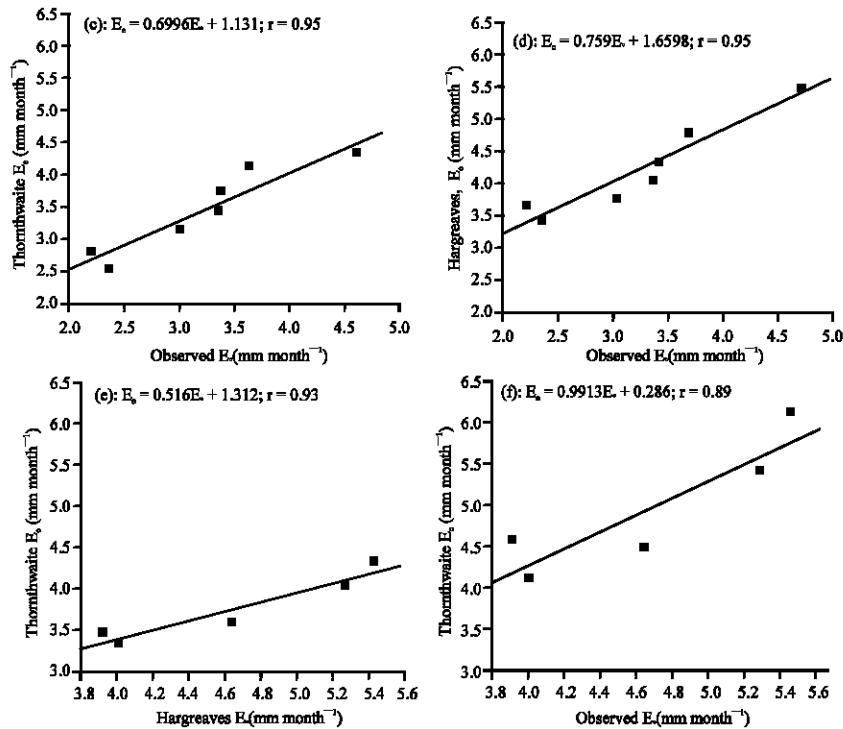 (c): Eₒ = 0.6996Eₒ + 1.131; r = 0.95
6.5
6.0
5.5
5.0
4.5
4.0
3.5
3.0
2.5
2.0
Thornthwaite Eₒ (mm month⁻¹)
2.0 2.5 3.0 3.5 4.0 4.5 5.0
Observed Eₒ(mm month⁻¹)
(d): Eₒ = 0.759Eₒ + 1.6598; r = 0.95
6.5
6.0
5.5
5.0
4.5
4.0
3.5
3.0
2.5
2.0
Hargreaves, Eₒ (mm month⁻¹)
2.0 2.5 3.0 3.5 4.0 4.5 5.0
Observed Eₒ(mm month⁻¹)
(e): Eₒ = 0.516Eₒ + 1.312; r = 0.93
6.5
6.0
5.5
5.0
4.5
4.0
3.5
3.0
Thornthwaite Eₒ (mm month⁻¹)
3.8 4.0 4.2 4.4 4.6 4.8 5.0 5.2 5.4 5.6
Hargreaves Eₒ(mm month⁻¹)
(f): Eₒ = 0.9913Eₒ + 0.286; r = 0.89
6.5
6.0
5.5
5.0
4.5
4.0
3.5
3.0
Thornthwaite Eₒ (mm month⁻¹)
3.8 4.0 4.2 4.4 4.6 4.8 5.0 5.2 5.4 5.6
Observed Eₒ(mm month⁻¹)